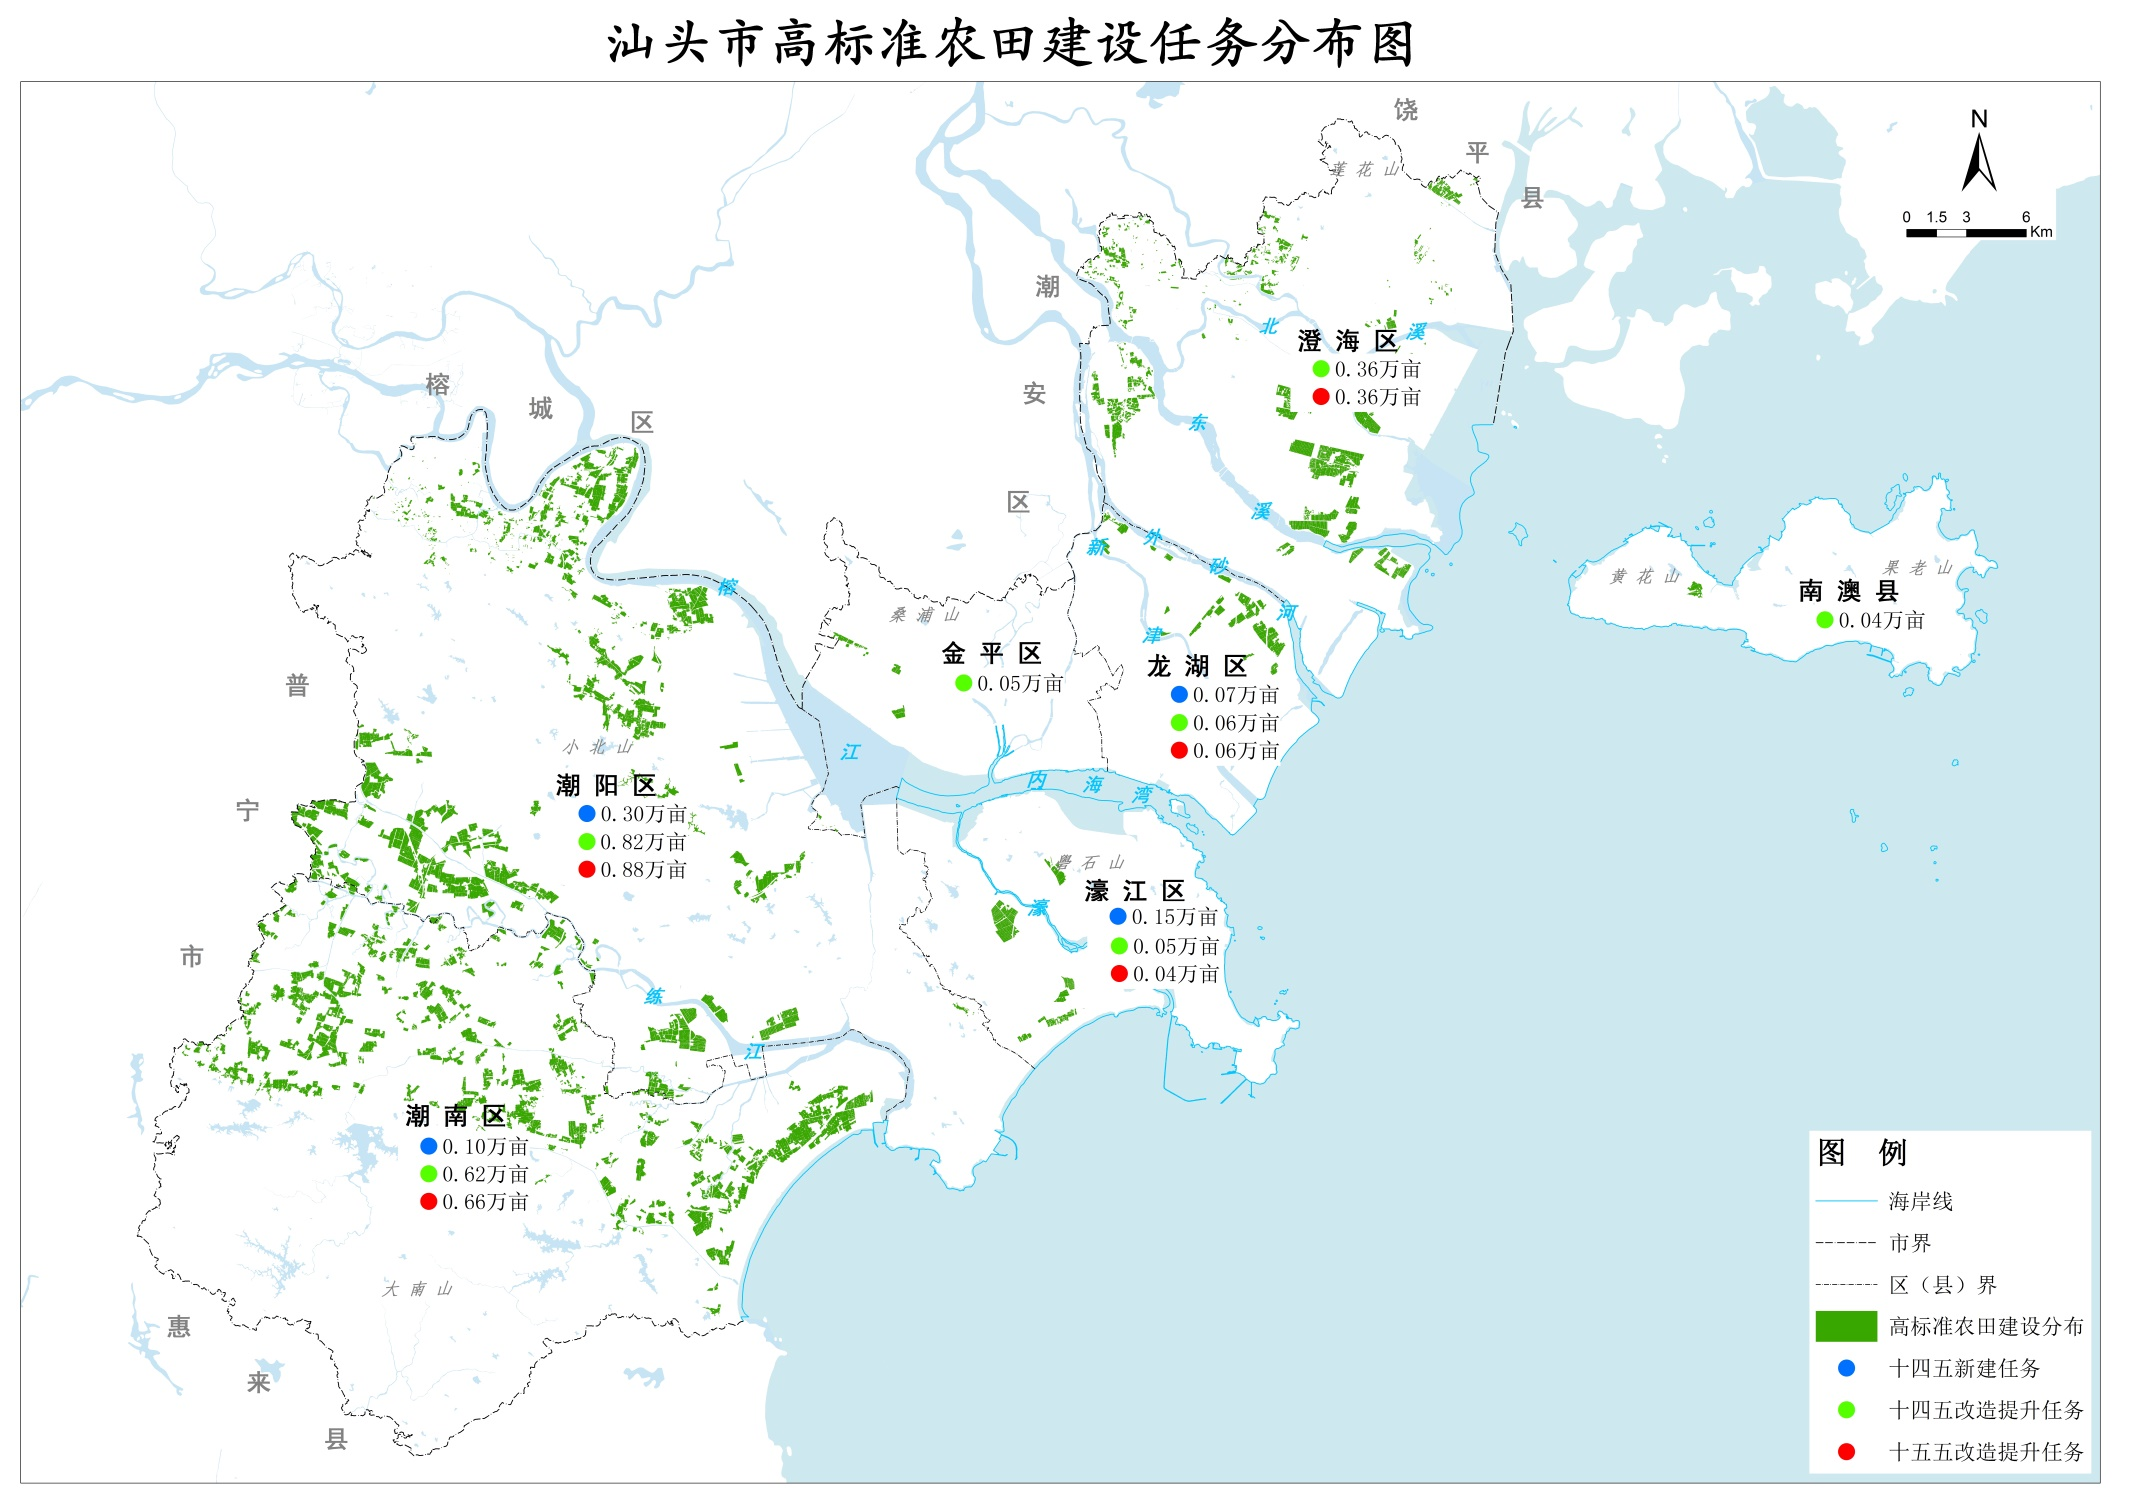 汕头市高标准农田建设任务分布图
饶平县
莲花山
N
0 1.5 3 6
Km
潮安区
北溪
澄海区
0.36万亩
0.36万亩
榕城区
东溪
外砂河
新津
黄花山
果老山
南澳县
0.04万亩
榕江
桑浦山
金平区
0.05万亩
龙湖区
0.07万亩
0.06万亩
0.06万亩
普宁市
小北山
潮阳区
0.30万亩
0.82万亩
0.88万亩
内海湾
礐石山
濠江区
0.15万亩
0.05万亩
0.04万亩
濠
练江
潮南区
0.10万亩
0.62万亩
0.66万亩
大南山
惠来县
图例
海岸线
市界
区（县）界
高标准农田建设分布
十四五新建任务
十四五改造提升任务
十五五改造提升任务